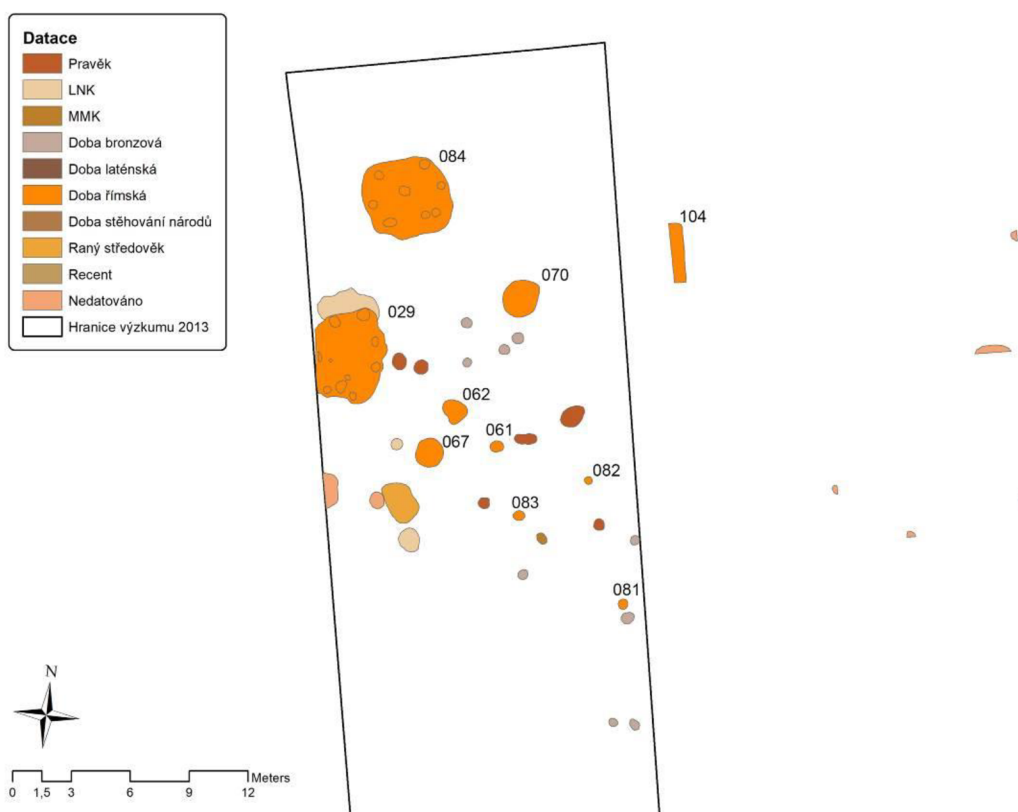 Datace
Pravěk
LNK
MMK
Doba bronzová
Doba laténská
Doba římská
Doba stěhování národů
Raný středověk
Recent
Nedatováno
Hranice výzkumu 2013
084
104
070
029
062
061
067
082
083
081
N
Meters
0 1,5 3 6 9 12